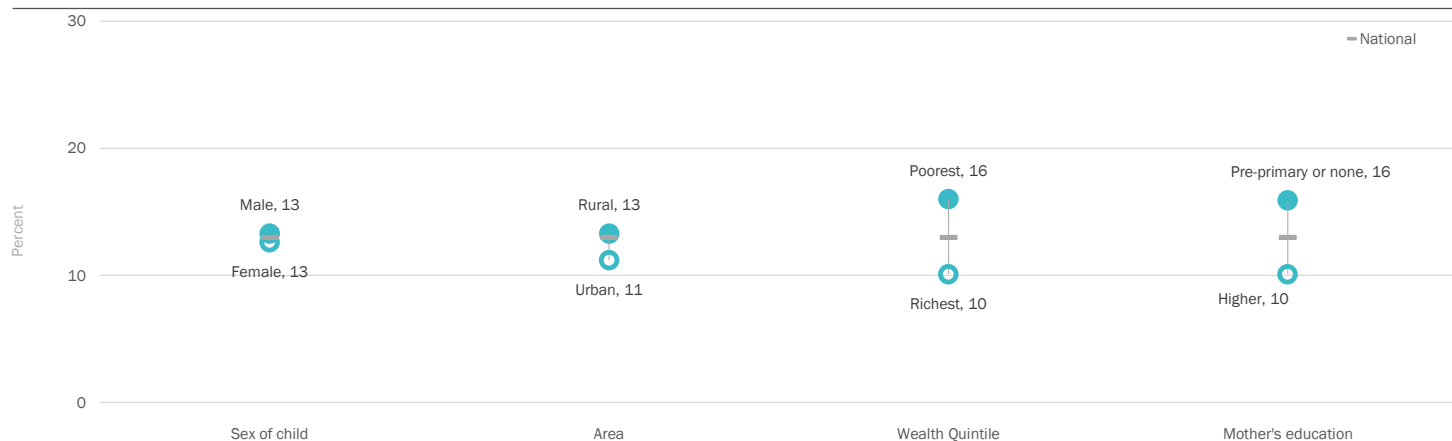 30
National
20
Poorest, 16
Pre-primary or none, 16
Male, 13
Rural, 13
Percent
Female, 13
10
Urban, 11
Richest, 10
Higher, 10
0
Sex of child
Area
Wealth Quintile
Mother's education